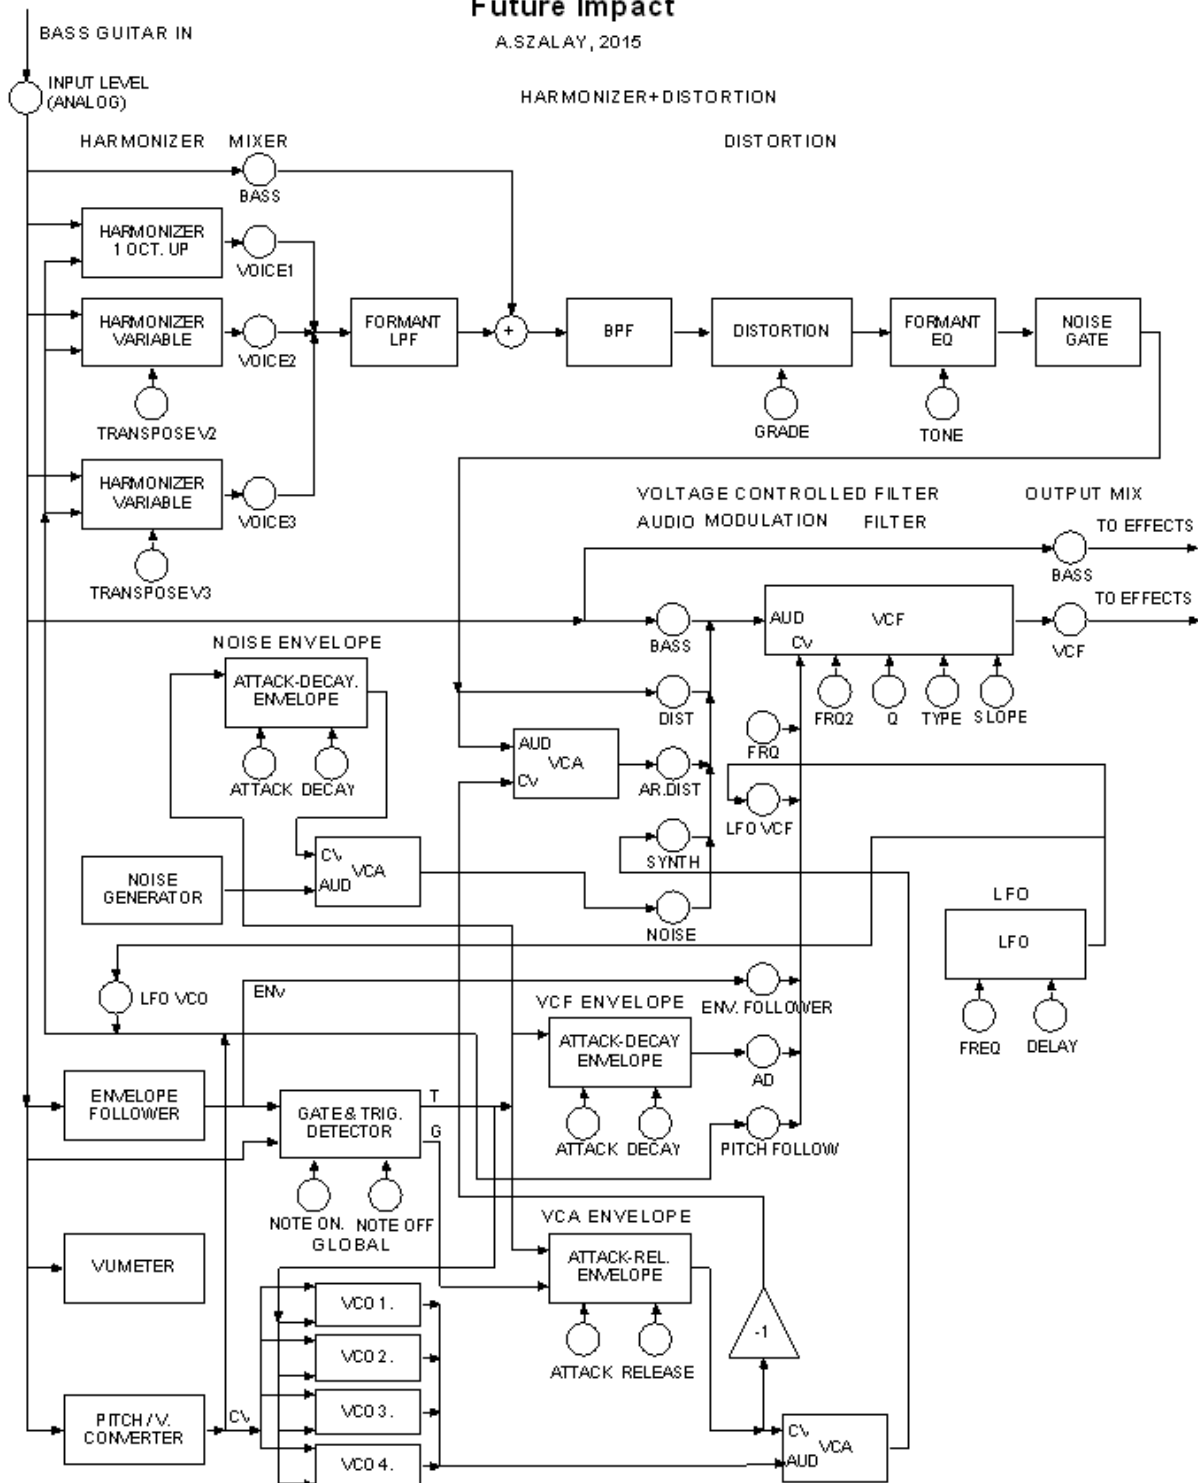 Future Impact
A.SZALAY, 2015
BASS GUITAR IN
INPUT LEVEL
(ANALOG)
HARMONIZER+DISTORTION
HARMONIZER MIXER
DISTORTION
BASS
HARMONIZER
1 OCT. UP
VOICE1
HARMONIZER
VARIABLE
VOICE2
TRANSPOSE V2
FORMANT
LPF
+
BPF
DISTORTION
GRADE
FORMANT
EQ
TONE
NOISE
GATE
HARMONIZER
VARIABLE
VOICE3
TRANSPOSE V3
VOLTAGE CONTROLLED FILTER
AUDIO MODULATION FILTER
OUTPUT MIX
TO EFFECTS
BASS
TO EFFECTS
VCF
AUD
VCF
CV
BASS
DIST
FRQ2
Q
TYPE
SLOPE
FRQ
NOISE ENVELOPE
ATTACK-DECAY.
ENVELOPE
ATTACK DECAY
AUD
VCA
CV
AR.DIST
LFO VCF
SYNTH
NOISE
CV
VCA
AUD
NOISE
GENERATOR
LFO
LFO
FREQ
DELAY
LFO VCO
ENV
ENV. FOLLOWER
VCF ENVELOPE
ATTACK-DECAY
ENVELOPE
AD
ATTACK DECAY
PITCH FOLLOW
ENVELOPE
FOLLOWER
GATE & TRIG.
DETECTOR
T
G
NOTE ON. NOTE OFF
GLOBAL
VCA ENVELOPE
ATTACK-REL.
ENVELOPE
ATTACK RELEASE
VUMETER
VCO 1.
VCO 2.
VCO 3.
VCO 4.
PITCH / V.
CONVERTER
CV
-1
CV
VCA
AUD